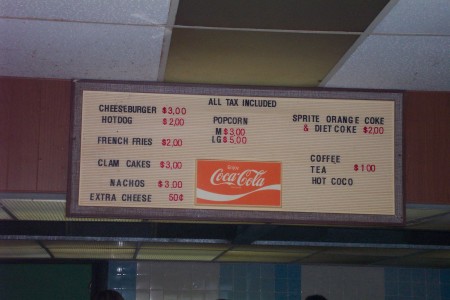 ALL TAX INCLUDED
CHEESEBURGER $3.00
HOTDOG $2.00
FRENCH FRIES $2.00
CLAM CAKES $3.00
NACHOS $3.00
EXTRA CHEESE 50¢
POPCORN
M $3.00
LG $5.00
Enjoy
Coca-Cola
SPRITE ORANGE COKE
& DIET COKE $2.00
COFFEE
TEA $1.00
HOT COCO